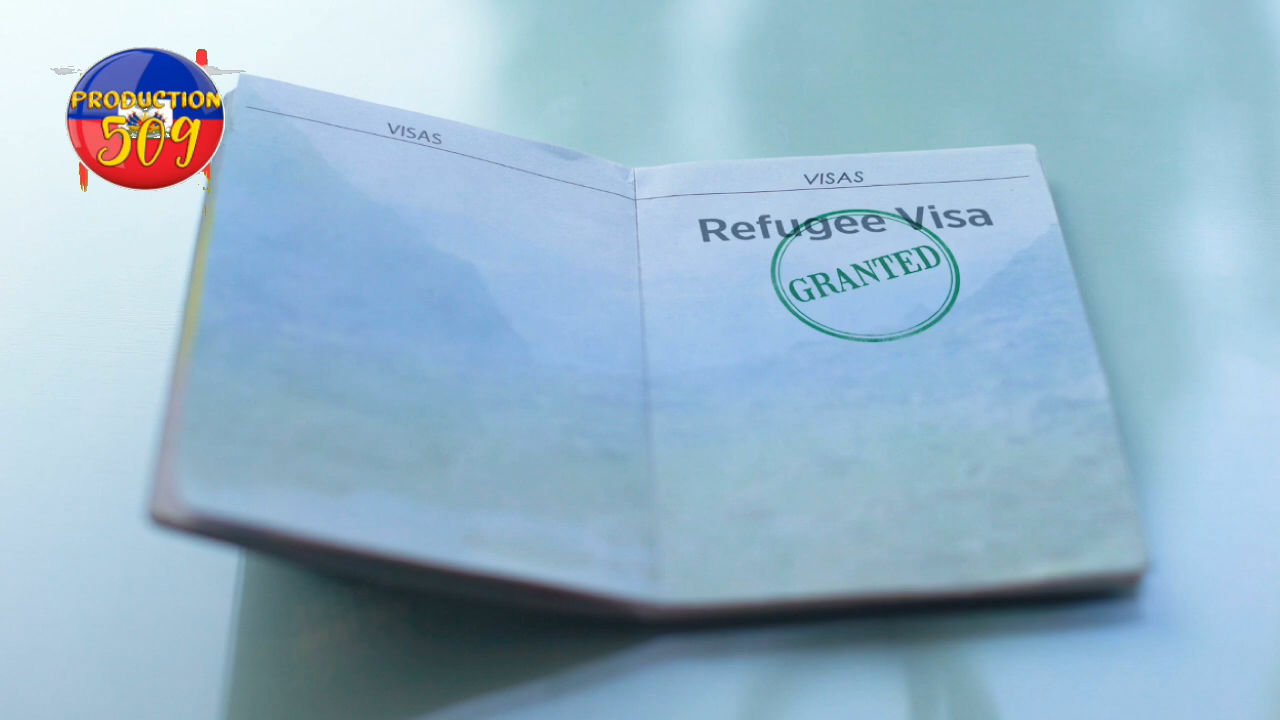 PRODUCTION
509
VISAS
VISAS
Refugee Visa
GRANTED